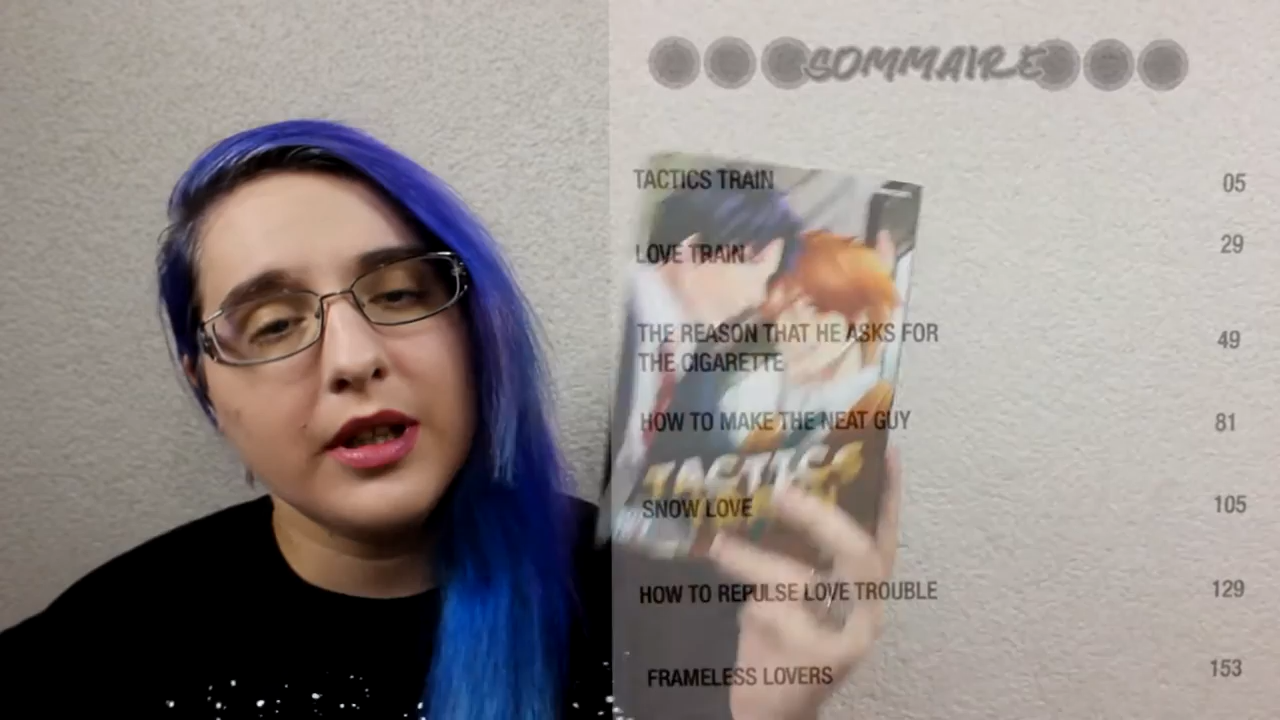 SOMMAIRE
TACTICS TRAIN 05
LOVE TRAIN 29
THE REASON THAT HE ASKS FOR
THE CIGARETTE 49
HOW TO MAKE THE NEAT GUY 81
TACTICS
SNOW LOVE 105
HOW TO REPULSE LOVE TROUBLE 129
FRAMELESS LOVERS 153